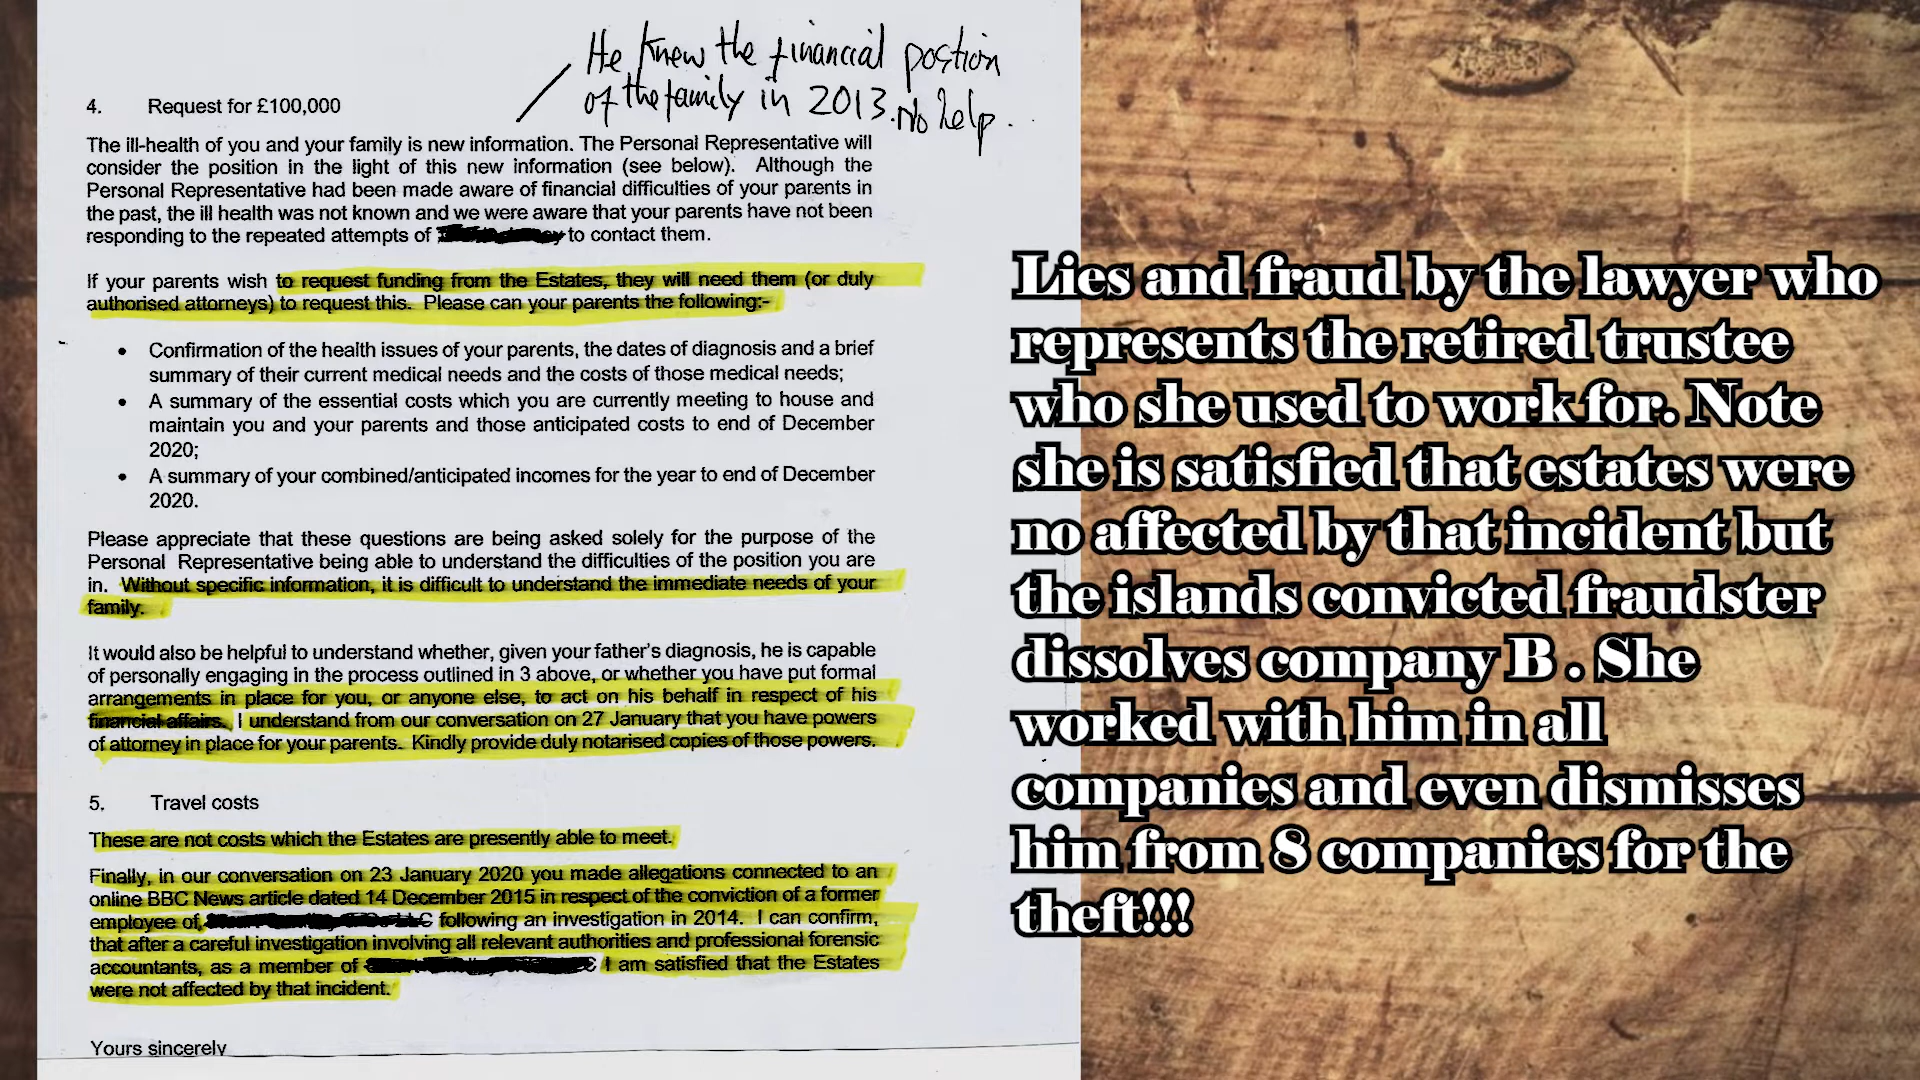 He knew the financial postion
of the family in 2013. No help.
4. Request for £100,000
The ill-health of you and your family is new information. The Personal Representative will
consider the position in the light of this new information (see below). Although the
Personal Representative had been made aware of financial difficulties of your parents in
the past, the ill health was not known and we were aware that your parents have not been
responding to the repeated attempts of to contact them.
If your parents wish to request funding from the Estates, they will need them (or duly
authorised attorneys) to request this. Please can your parents the following:-
• Confirmation of the health issues of your parents, the dates of diagnosis and a brief
summary of their current medical needs and the costs of those medical needs;
• A summary of the essential costs which you are currently meeting to house and
maintain you and your parents and those anticipated costs to end of December
2020;
• A summary of your combined/anticipated incomes for the year to end of December
2020.
Please appreciate that these questions are being asked solely for the purpose of the
Personal Representative being able to understand the difficulties of the position you are
in. Without specific information, it is difficult to understand the immediate needs of your
family.
It would also be helpful to understand whether, given your father's diagnosis, he is capable
of personally engaging in the process outlined in 3 above, or whether you have put formal
arrangements in place for you, or anyone else, to act on his behalf in respect of his
financial affairs. I understand from our conversation on 27 January that you have powers
of attorney in place for your parents. Kindly provide duly notarised copies of those powers.
5. Travel costs
These are not costs which the Estates are presently able to meet.
Finally, in our conversation on 23 January 2020 you made allegations connected to an
online BBC News article dated 14 December 2015 in respect of the conviction of a former
employee of, following an investigation in 2014. I can confirm,
that after a careful investigation involving all relevant authorities and professional forensic
accountants, as a member of I am satisfied that the Estates
were not affected by that incident.
Yours sincerely
Lies and fraud by the lawyer who
represents the retired trustee
who she used to work for. Note
she is satisfied that estates were
no affected by that incident but
the islands convicted fraudster
dissolves company B . She
worked with him in all
companies and even dismisses
him from 8 companies for the
theft!!!